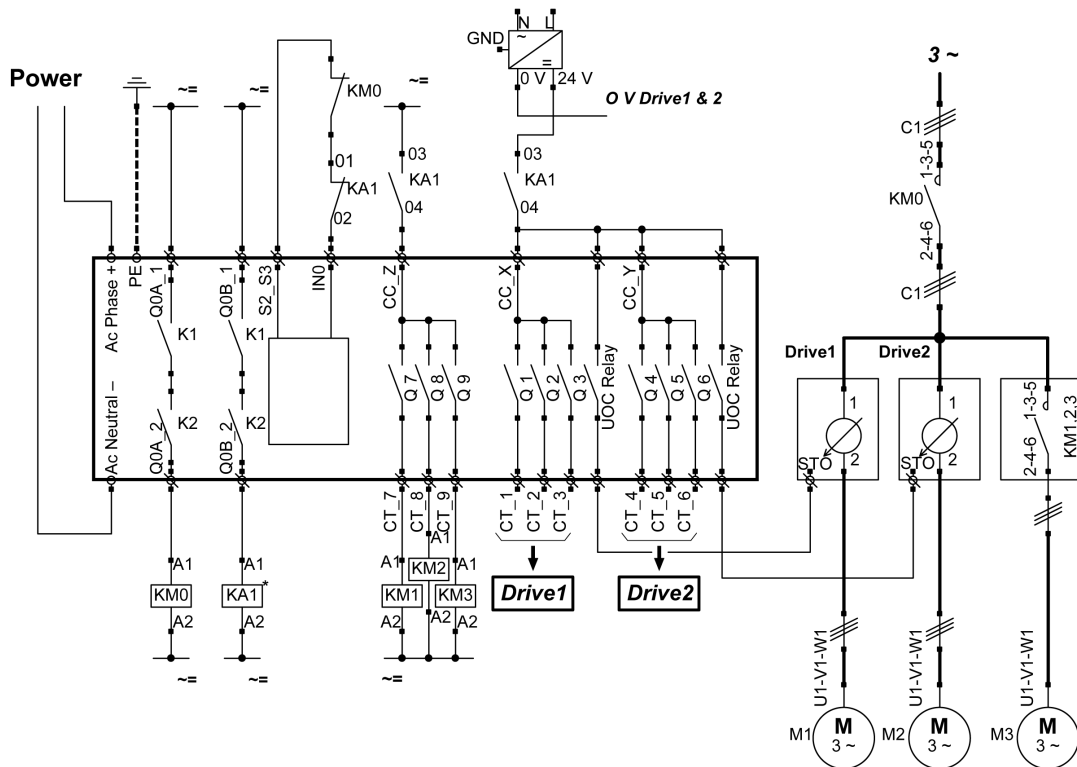 N L
GND ~
=
0 V 24 V
O V Drive1 & 2
3 ~
Power
~= ~= ~=
KM0
C1
01 03 03
1-3-5
KA1 KA1 KA1
KM0
02 04 04
2-4-6
Ac Phase + PE Q0A_1 Q0B_1 S2_S3 IN0 CC_Z CC_X CC_Y
C1
K1 K1
Drive1 Drive2
Q 7 Q 8 Q 9 Q 1 Q 2 Q 3 UOC Relay Q 4 Q 5 Q 6 UOC Relay
1 1 1-3-5
KM1.2.3
K2 K2
Ac Neutral – Q0A_2 Q0B_2
STO 2 STO 2 2-4-6
CT_7 CT_8 CT_9 CT_1 CT_2 CT_3 CT_4 CT_5 CT_6
A1 A1 A1 A1 A1
KM2
KM0 KA1* KM1 KM3 Drive1 Drive2
A2 A2 A2 A2 A2
~= ~= ~=
U1-V1-W1 U1-V1-W1 U1-V1-W1
M1 M 3 ~ M2 M 3 ~ M3 M 3 ~